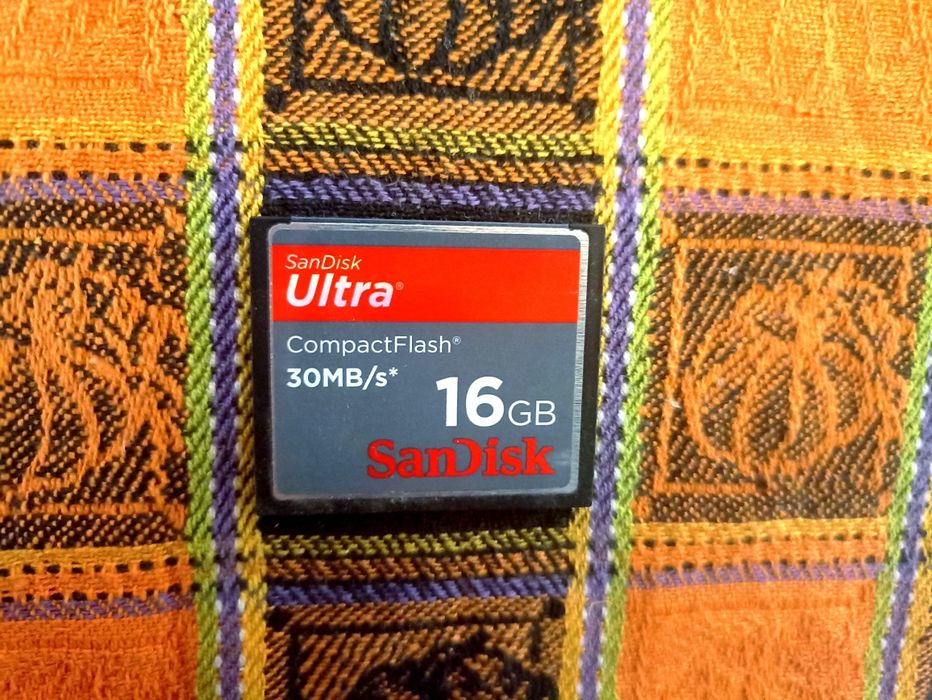 SanDisk
Ultra®
CompactFlash®
30MB/s*
16GB
SanDisk